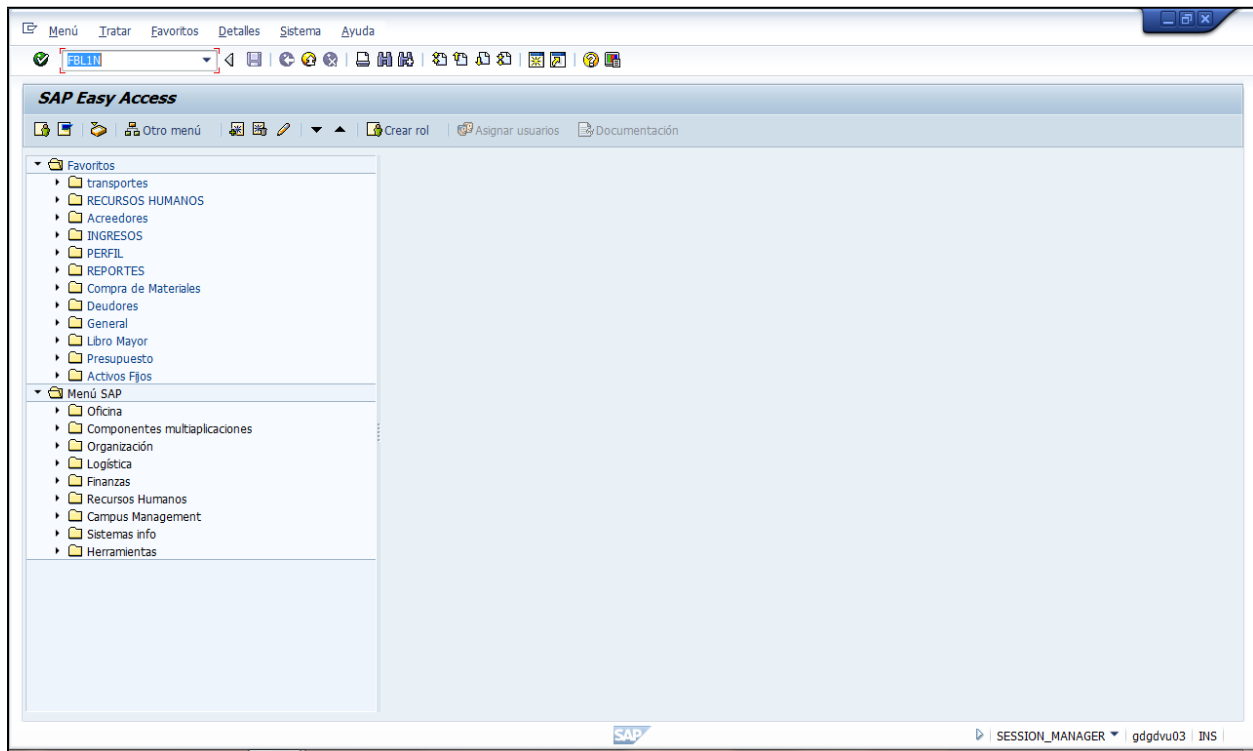 Menú Tratar Favoritos Detalles Sistema Ayuda
FBL1N
SAP Easy Access
Otro menú Crear rol Asignar usuarios Documentación
Favoritos
transportes
RECURSOS HUMANOS
Acreedores
INGRESOS
PERFIL
REPORTES
Compra de Materiales
Deudores
General
Libro Mayor
Presupuesto
Activos Fijos
Menú SAP
Oficina
Componentes multiaplicaciones
Organización
Logística
Finanzas
Recursos Humanos
Campus Management
Sistemas info
Herramientas
SAP SESSION_MANAGER gdgdvu03 INS